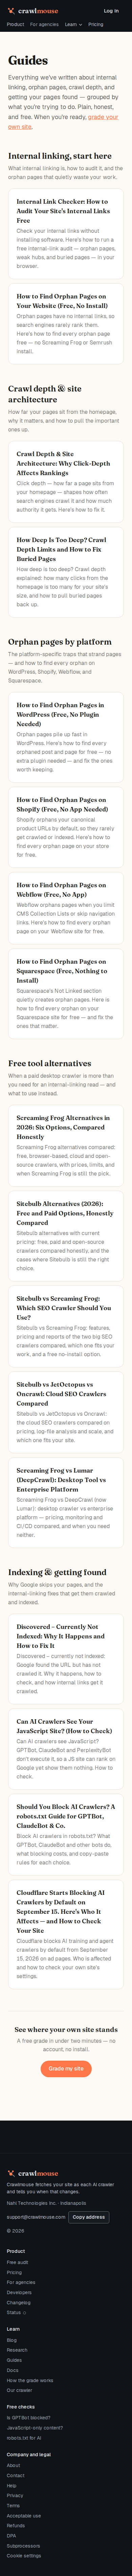 crawlmouse
Log in
Product
For agencies
Learn
Pricing
Guides
Everything we've written about internal
linking, orphan pages, crawl depth, and
getting your pages found — grouped by
what you're trying to do. Plain, honest,
and free. When you're ready, grade your
own site.
Internal linking, start here
What an internal link audit is, how to run it, and the
orphan pages that quietly waste your work.
Internal Link Checker: How to
Audit Your Site's Internal Links
Free
Check your internal links without
installing software. Here's how to run a
free internal-link audit — orphan pages,
weak hubs, and buried pages — in your
browser.
How to Find Orphan Pages on
Your Website (Free, No Install)
Orphan pages have no internal links, so
search engines rarely rank them.
Here's how to find every orphan page
free — no Screaming Frog or Semrush
install.
Crawl depth & site
architecture
How far your pages sit from the homepage,
why it matters, and how to pull the important
ones up.
Crawl Depth & Site
Architecture: Why Click-Depth
Affects Rankings
Click depth — how far a page sits from
your homepage — shapes how often
search engines crawl it and how much
authority it gets. Here's how to fix it.
How Deep Is Too Deep? Crawl
Depth Limits and How to Fix
Buried Pages
How deep is too deep? Crawl depth
explained: how many clicks from the
homepage is too many for your site's
size, and how to pull buried pages
back up.
Orphan pages by platform
The platform-specific traps that strand pages
— and how to find every orphan on
WordPress, Shopify, Webflow, and
Squarespace.
How to Find Orphan Pages in
WordPress (Free, No Plugin
Needed)
Orphan pages pile up fast in
WordPress. Here's how to find every
orphaned post and page for free — no
extra plugin needed — and get it to rank
worth keeping.
How to Find Orphan Pages on
Shopify (Free, No App Needed)
Shopify orphans your canonical
product URLs by default, so they rarely
get crawled or indexed. Here's how to
find every orphan page on your store
for free.
How to Find Orphan Pages on
Webflow (Free, No App)
Webflow orphans pages when you limit
CMS Collection Lists or skip navigation
links. Here's how to find every orphan
page on your Webflow site for free.
How to Find Orphan Pages on
Squarespace (Free, Nothing to
Install)
Squarespace's Not Linked section
quietly creates orphan pages. Here is
how to find every orphan on your
Squarespace site for free — and fix the
ones that matter.
Free tool alternatives
When a paid desktop crawler is more than
you need for an internal-linking read — and
what to use instead.
Screaming Frog Alternatives in
2026: Six Options, Compared
Honestly
Screaming Frog alternatives compared:
free, browser-based, cloud and open-
source crawlers, with prices, limits, and
when Screaming Frog is still the pick.
Sitebulb Alternatives (2026):
Free and Paid Options, Honestly
Compared
Sitebulb alternatives with current
pricing: free, paid and open-source
crawlers compared honestly, and the
cases where Sitebulb is still the right
choice.
Sitebulb vs Screaming Frog:
Which SEO Crawler Should You
Use?
Sitebulb vs Screaming Frog: features,
pricing, and reporting of the two big
SEO crawlers compared, which fits your
work, and a free no-install option.
Sitebulb vs JetOctopus vs
Oncrawl: Cloud SEO Crawlers
Compared
Sitebulb vs JetOctopus vs Oncrawl:
the cloud SEO crawlers compared on
pricing, log-file analysis and scale, and
which one fits your site.
Screaming Frog vs Lumar
(DeepCrawl): Desktop Tool vs
Enterprise Platform
Screaming Frog vs DeepCrawl (now
Lumar): desktop crawler vs enterprise
platform — pricing, monitoring and
CI/CD compared, and when you need
neither.
Indexing & getting found
Why Google skips your pages, and the
internal-linking fixes that get them crawled
and indexed.
Discovered – Currently Not
Indexed: Why It Happens and
How to Fix It
Discovered – currently not indexed:
Google found the URL but has not
crawled it. Why it happens, how to
check, and how internal links get it
crawled.
Can AI Crawlers See Your
JavaScript Site? (How to Check)
Can AI crawlers see JavaScript?
GPTBot, ClaudeBot and PerplexityBot
don't execute it, so a JS site can rank on
Google yet show them nothing. How to
check.
Should You Block AI Crawlers? A
robots.txt Guide for GPTBot,
ClaudeBot & Co.
Block AI crawlers in robots.txt? What
GPTBot, ClaudeBot and others do,
what blocking costs, and copy-paste
rules for each choice.
Cloudflare Starts Blocking AI
Crawlers by Default on
September 15. Here's Who It
Affects — and How to Check
Your Site
Cloudflare blocks AI training and agent
crawlers by default from September
15, 2026 on ad pages. Who is affected
and how to check your site's
settings.
See where your own site stands
A free grade in under two minutes — no
account, no install.
Grade my site
crawlmouse
Crawlmouse fetches your site as each AI crawler
and tells you when that changes.
Natt Technologies Inc. · Indianapolis
support@crawlmouse.com
Copy address
© 2026
Product
Free audit
Pricing
For agencies
Developers
Changelog
Status
Learn
Blog
Research
Guides
Docs
How the grade works
Our crawler
Free checks
Is GPTBot blocked?
JavaScript-only content?
robots.txt for AI
Company and legal
About
Contact
Help
Privacy
Terms
Acceptable use
Refunds
DPA
Subprocessors
Cookie settings